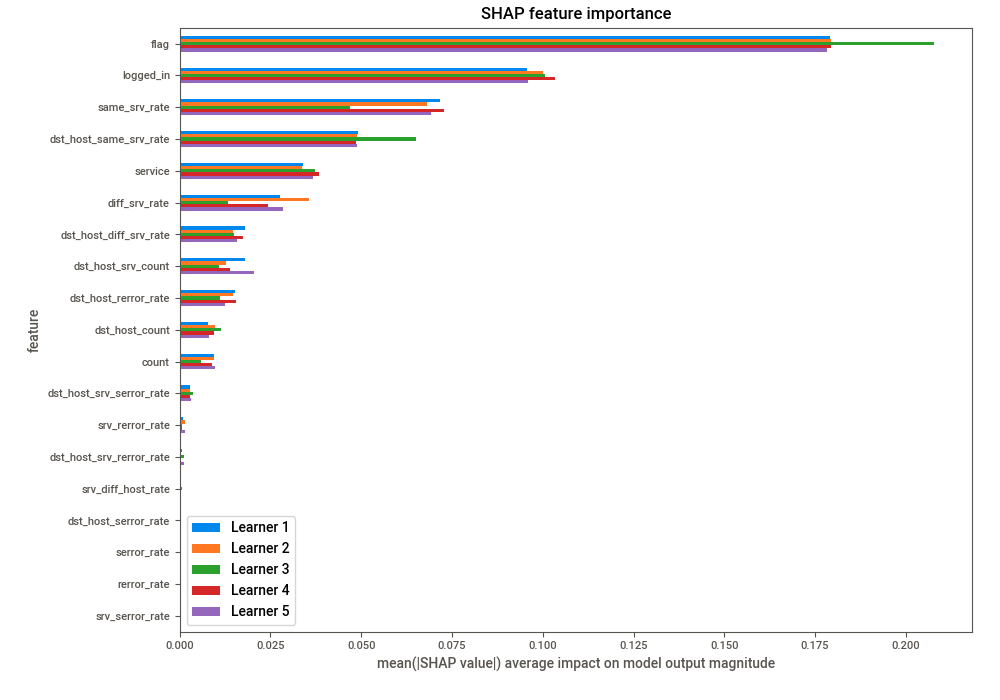 SHAP feature importance
flag
logged_in
same_srv_rate
dst_host_same_srv_rate
service
diff_srv_rate
dst_host_diff_srv_rate
dst_host_srv_count
dst_host_rerror_rate
dst_host_count
count
dst_host_srv_serror_rate
srv_rerror_rate
dst_host_srv_rerror_rate
srv_diff_host_rate
dst_host_serror_rate
serror_rate
rerror_rate
srv_serror_rate
feature
Learner 1
Learner 2
Learner 3
Learner 4
Learner 5
0.000 0.025 0.050 0.075 0.100 0.125 0.150 0.175 0.200
mean(|SHAP value|) average impact on model output magnitude